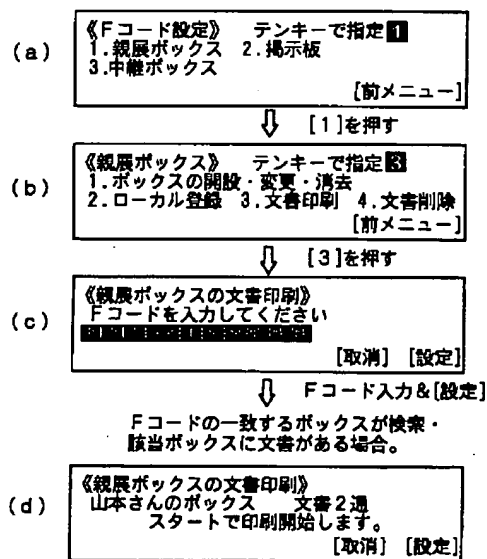 (a)
《Fコード設定》　テンキーで指定1
1.親展ボックス　2.掲示板
3.中継ボックス
[前メニュー]
[1]を押す
(b)
《親展ボックス》　テンキーで指定3
1.ボックスの開設・変更・消去
2.ローカル登録　3.文書印刷　4.文書削除
[前メニュー]
[3]を押す
(c)
《親展ボックスの文書印刷》
Fコードを入力してください
[取消]　[設定]
Fコード入力&[設定]
Fコードの一致するボックスが検索・
該当ボックスに文書がある場合。
(d)
《親展ボックスの文書印刷》
山本さんのボックス　文書2通
スタートで印刷開始します。
[取消]　[設定]